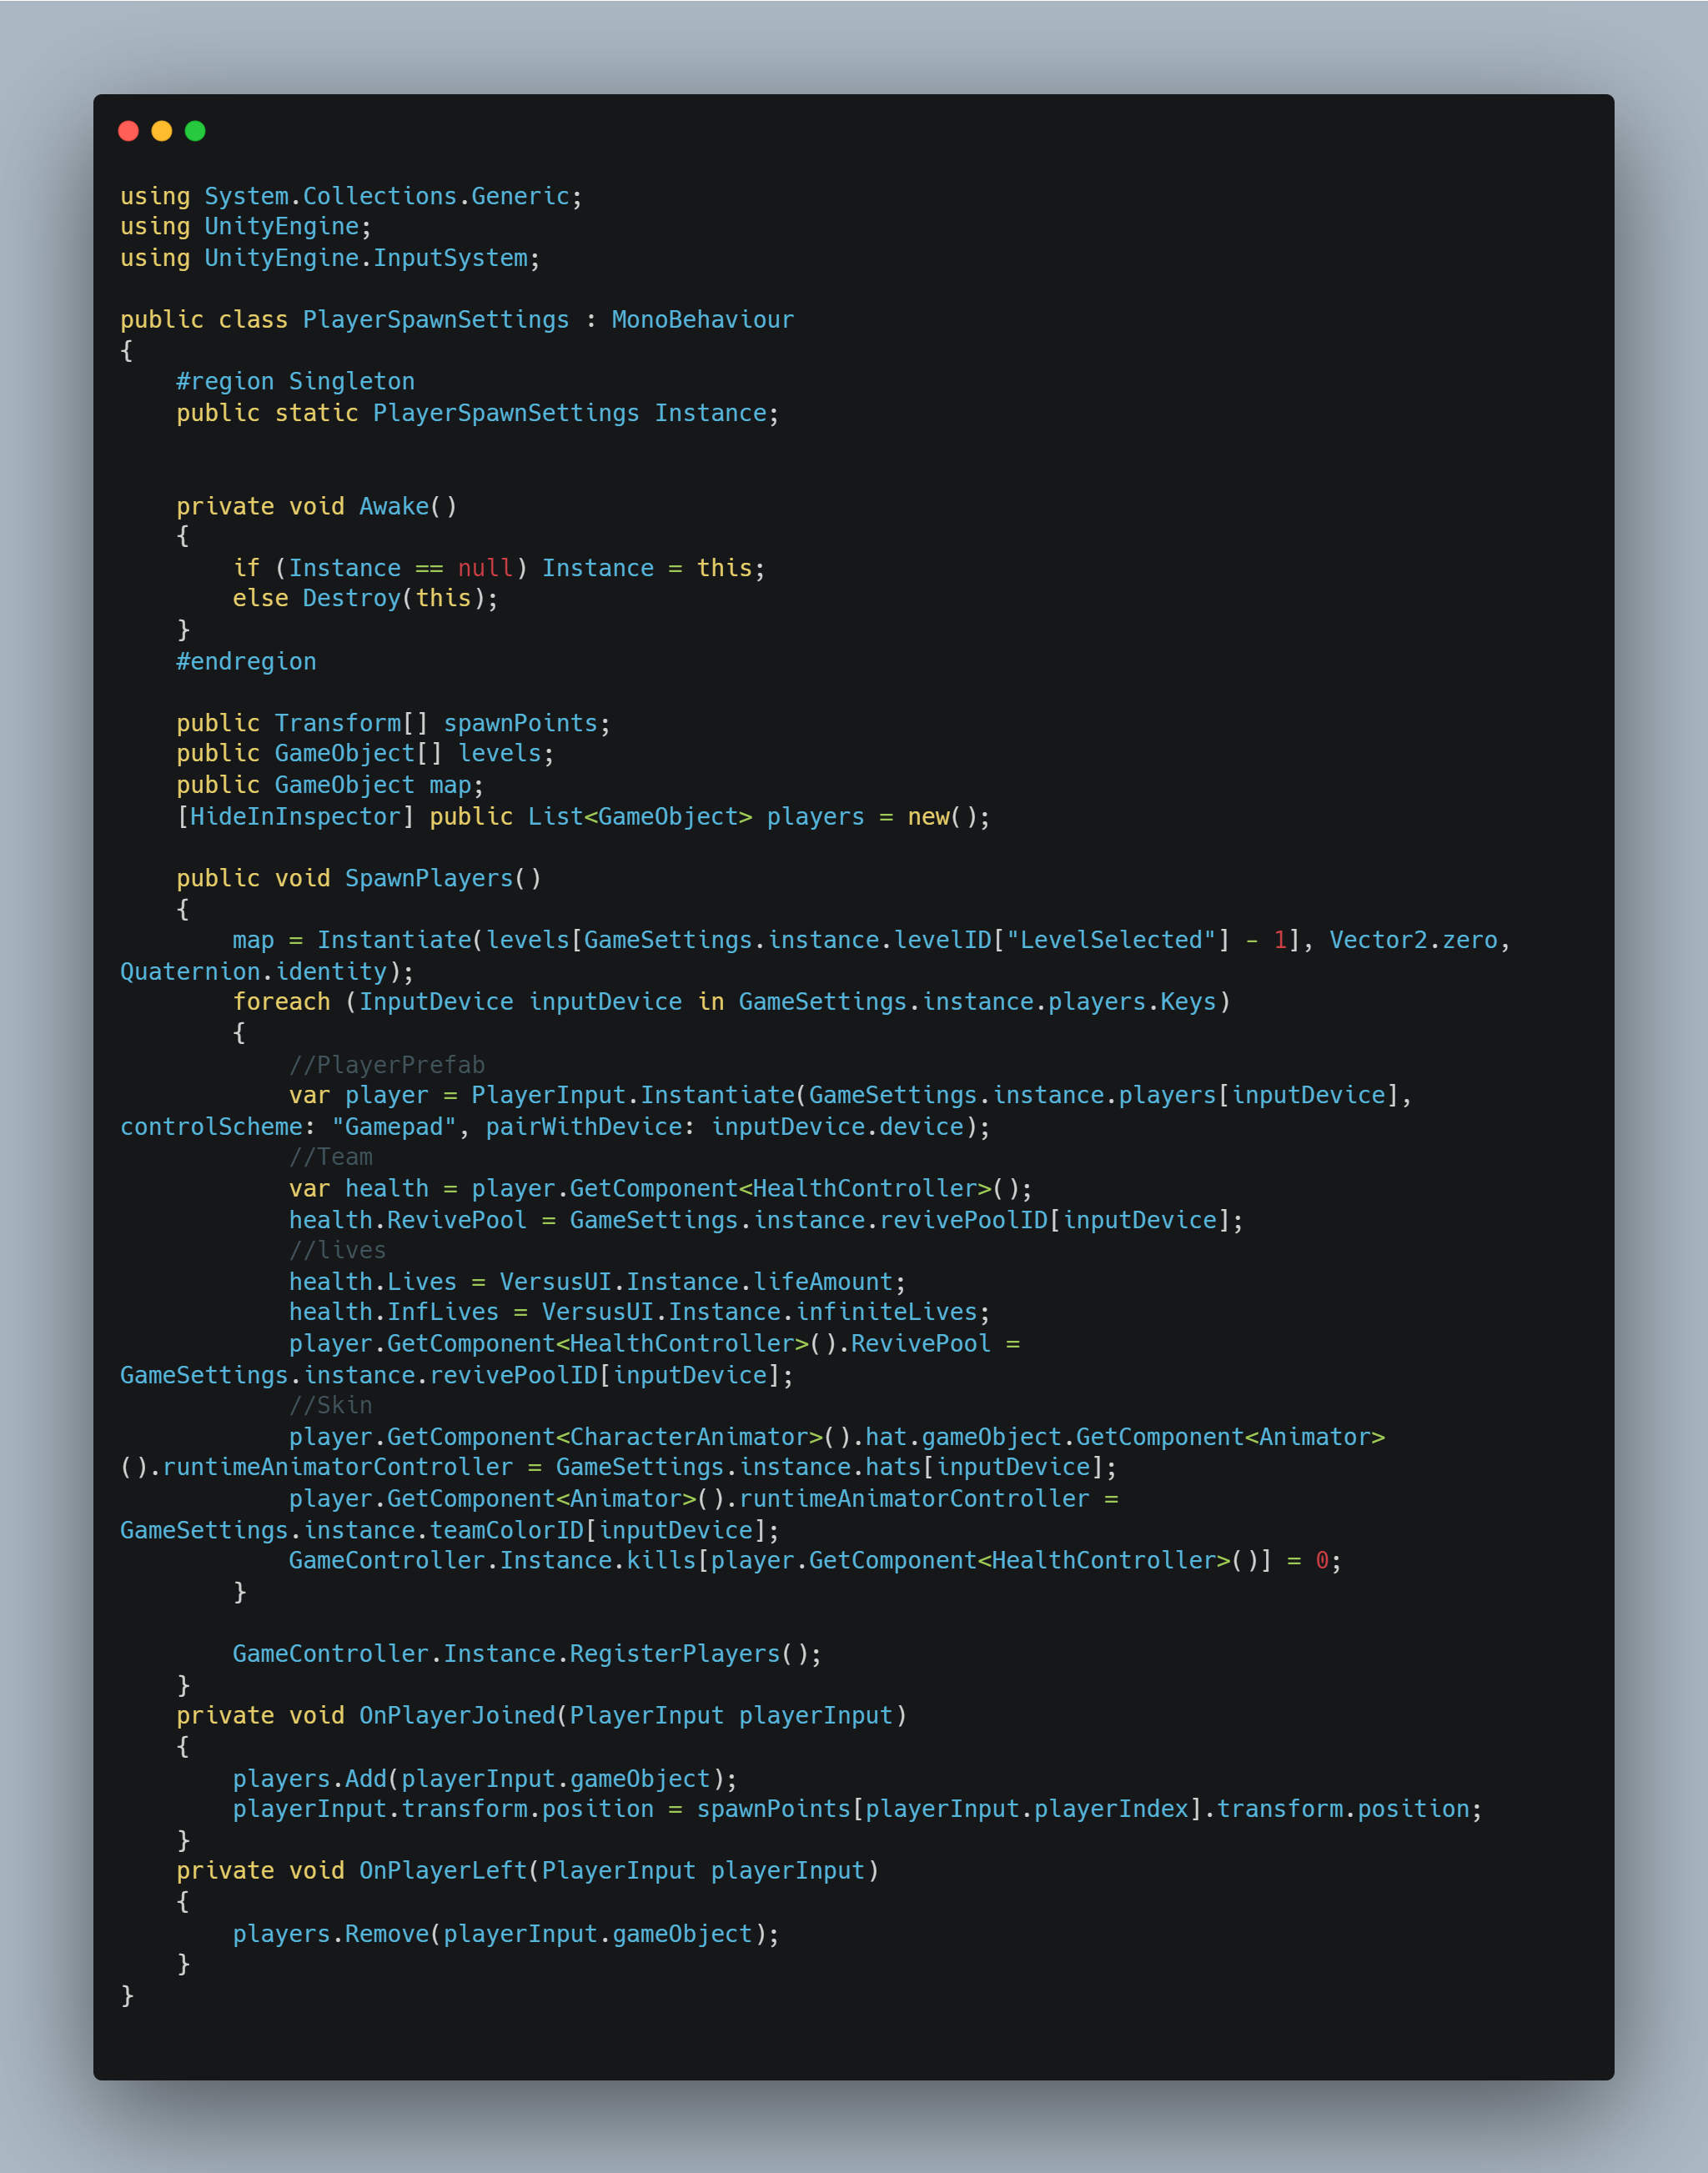 using System.Collections.Generic;
using UnityEngine;
using UnityEngine.InputSystem;

public class PlayerSpawnSettings : MonoBehaviour
{
    #region Singleton
    public static PlayerSpawnSettings Instance;


    private void Awake()
    {
        if (Instance == null) Instance = this;
        else Destroy(this);
    }
    #endregion

    public Transform[] spawnPoints;
    public GameObject[] levels;
    public GameObject map;
    [HideInInspector] public List<GameObject> players = new();

    public void SpawnPlayers()
    {
        map = Instantiate(levels[GameSettings.instance.levelID["LevelSelected"] - 1], Vector2.zero,
Quaternion.identity);
        foreach (InputDevice inputDevice in GameSettings.instance.players.Keys)
        {
            //PlayerPrefab
            var player = PlayerInput.Instantiate(GameSettings.instance.players[inputDevice],
controlScheme: "Gamepad", pairWithDevice: inputDevice.device);
            //Team
            var health = player.GetComponent<HealthController>();
            health.RevivePool = GameSettings.instance.revivePoolID[inputDevice];
            //lives
            health.Lives = VersusUI.Instance.lifeAmount;
            health.InfLives = VersusUI.Instance.infiniteLives;
            player.GetComponent<HealthController>().RevivePool =
GameSettings.instance.revivePoolID[inputDevice];
            //Skin
            player.GetComponent<CharacterAnimator>().hat.gameObject.GetComponent<Animator>
().runtimeAnimatorController = GameSettings.instance.hats[inputDevice];
            player.GetComponent<Animator>().runtimeAnimatorController =
GameSettings.instance.teamColorID[inputDevice];
            GameController.Instance.kills[player.GetComponent<HealthController>()] = 0;
        }

        GameController.Instance.RegisterPlayers();
    }
    private void OnPlayerJoined(PlayerInput playerInput)
    {
        players.Add(playerInput.gameObject);
        playerInput.transform.position = spawnPoints[playerInput.playerIndex].transform.position;
    }
    private void OnPlayerLeft(PlayerInput playerInput)
    {
        players.Remove(playerInput.gameObject);
    }
}